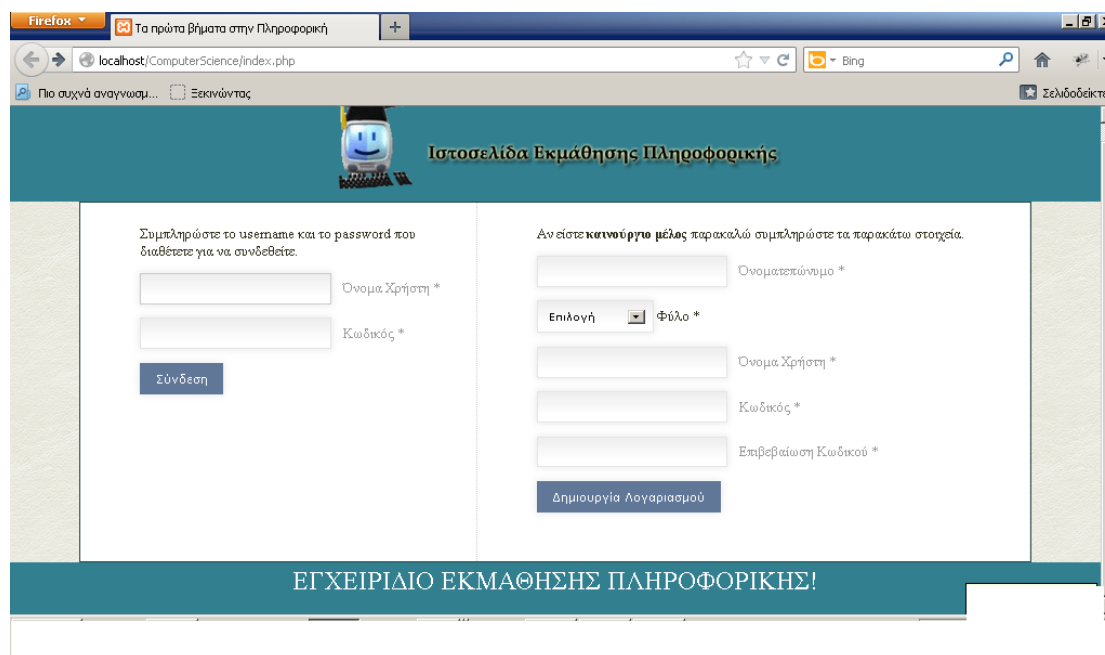 Firefox
Τα πρώτα βήματα στην Πληροφορική
localhost/ComputerScience/index.php
Bing
Πιο συχνά αναγνωσμ...
Ξεκινώντας
Σελιδοδείκτε
Ιστοσελίδα Εκμάθησης Πληροφορικής
Συμπληρώστε το username και το password που
διαθέτετε για να συνδεθείτε.
Όνομα Χρήστη *
Κωδικός *
Σύνδεση
Αν είστε καινούργιο μέλος παρακαλώ συμπληρώστε τα παρακάτω στοιχεία.
Όνοματεπώνυμο *
Επιλογή
Φύλο *
Όνομα Χρήστη *
Κωδικός *
Επιβεβαίωση Κωδικού *
Δημιουργία Λογαριασμού
ΕΓΧΕΙΡΙΔΙΟ ΕΚΜΑΘΗΣΗΣ ΠΛΗΡΟΦΟΡΙΚΗΣ!